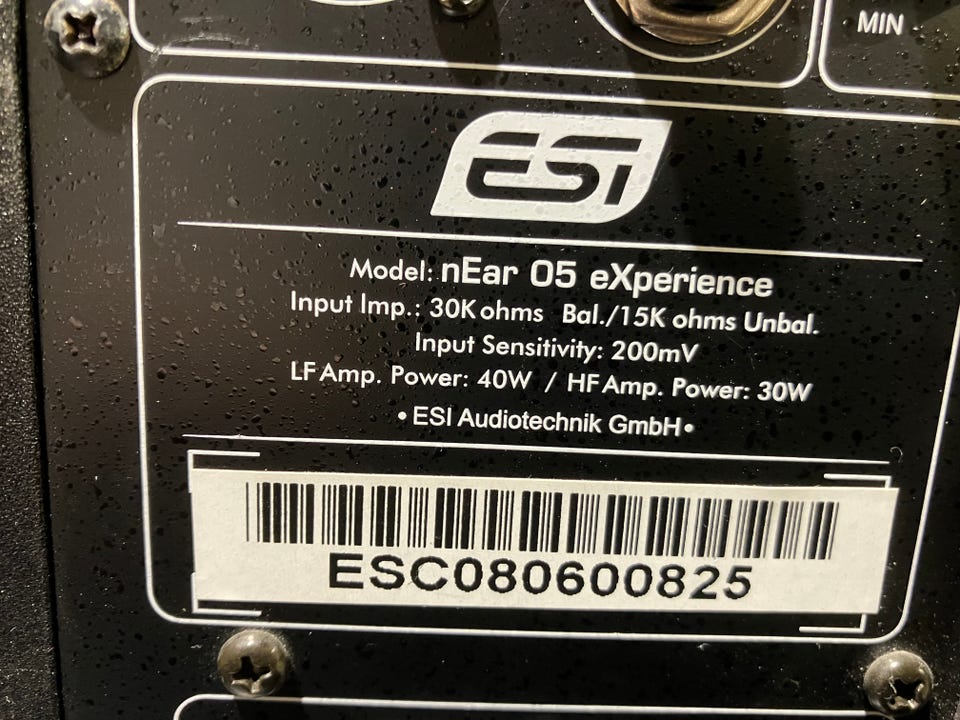 MIN
ESI
Model: nEar 05 eXperience
Input Imp.: 30K ohms Bal./15K ohms Unbal.
Input Sensitivity: 200mV
LF Amp. Power: 40W / HF Amp. Power: 30W
• ESI Audiotechnik GmbH •
ESC080600825